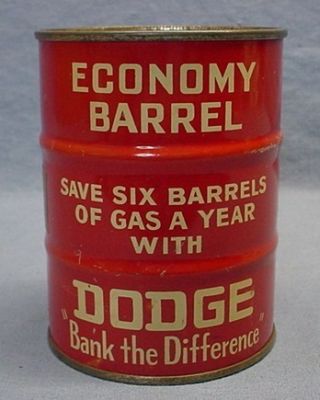 ECONOMY
BARREL
SAVE SIX BARRELS
OF GAS A YEAR
WITH
DODGE
"Bank the Difference"